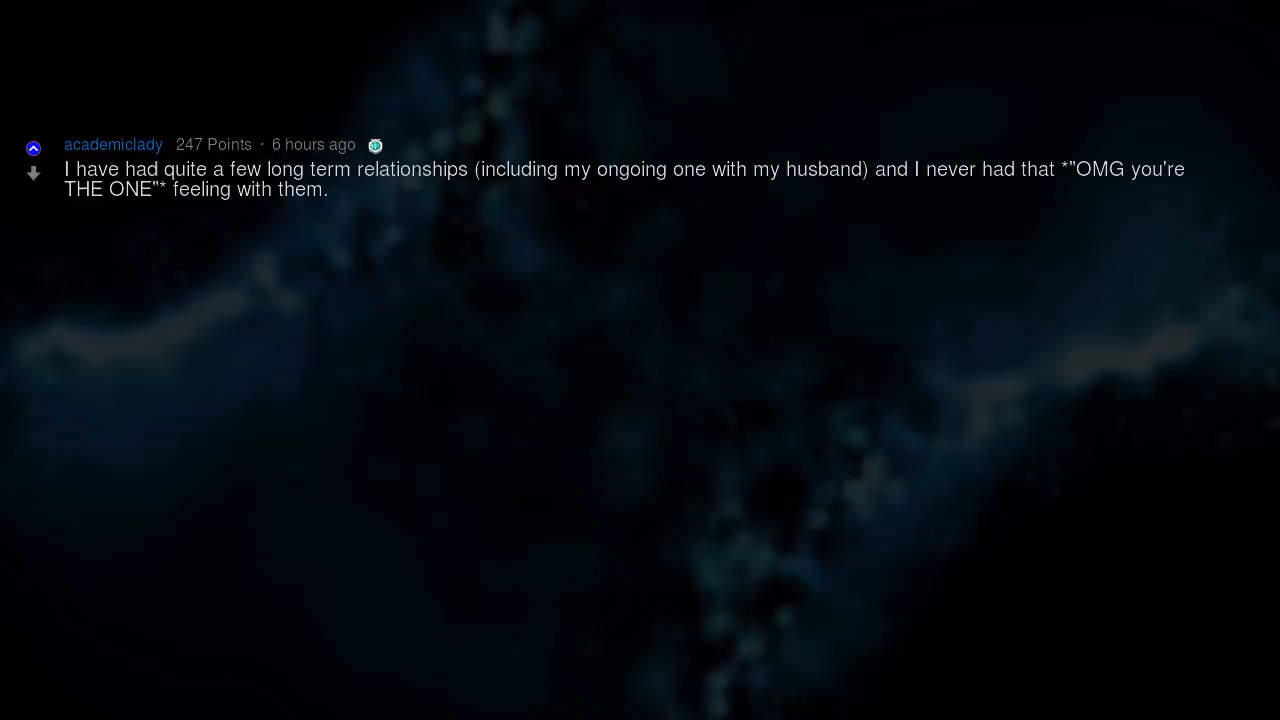 academiclady 247 Points · 6 hours ago
I have had quite a few long term relationships (including my ongoing one with my husband) and I never had that *"OMG you're
THE ONE"* feeling with them.